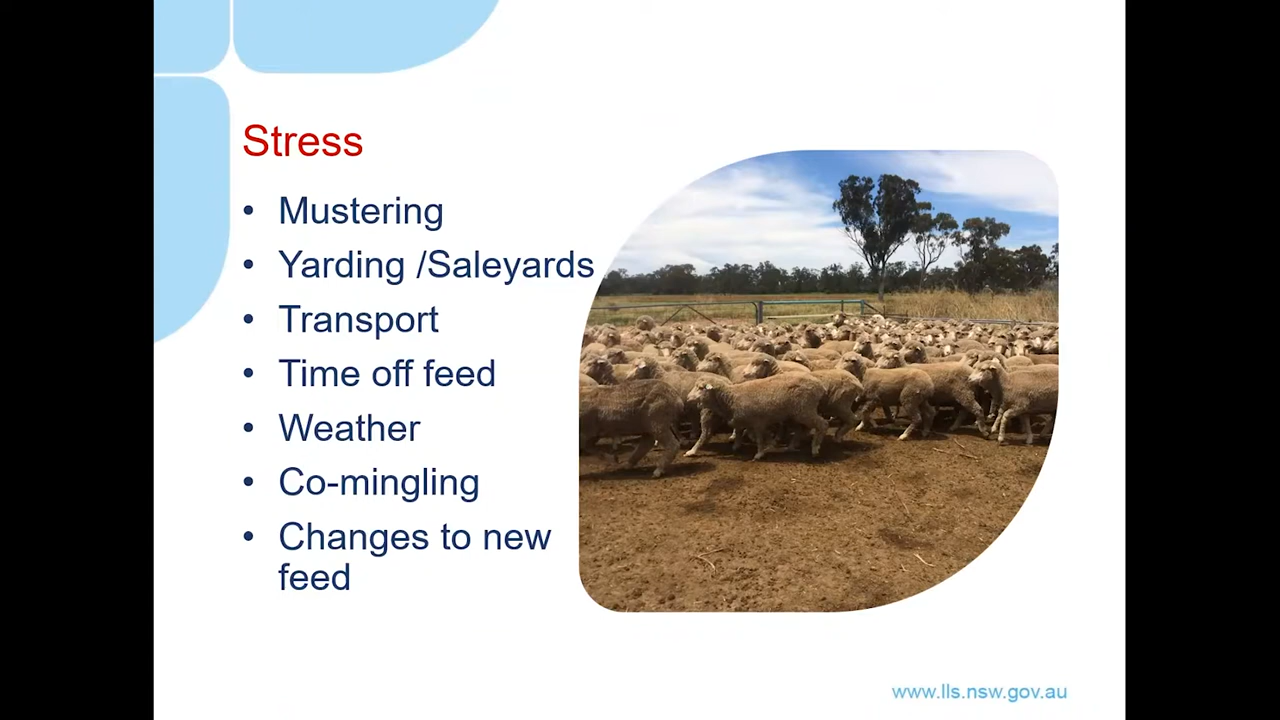 Stress
• Mustering
• Yarding /Saleyards
• Transport
• Time off feed
• Weather
• Co-mingling
• Changes to new
feed
www.lls.nsw.gov.au